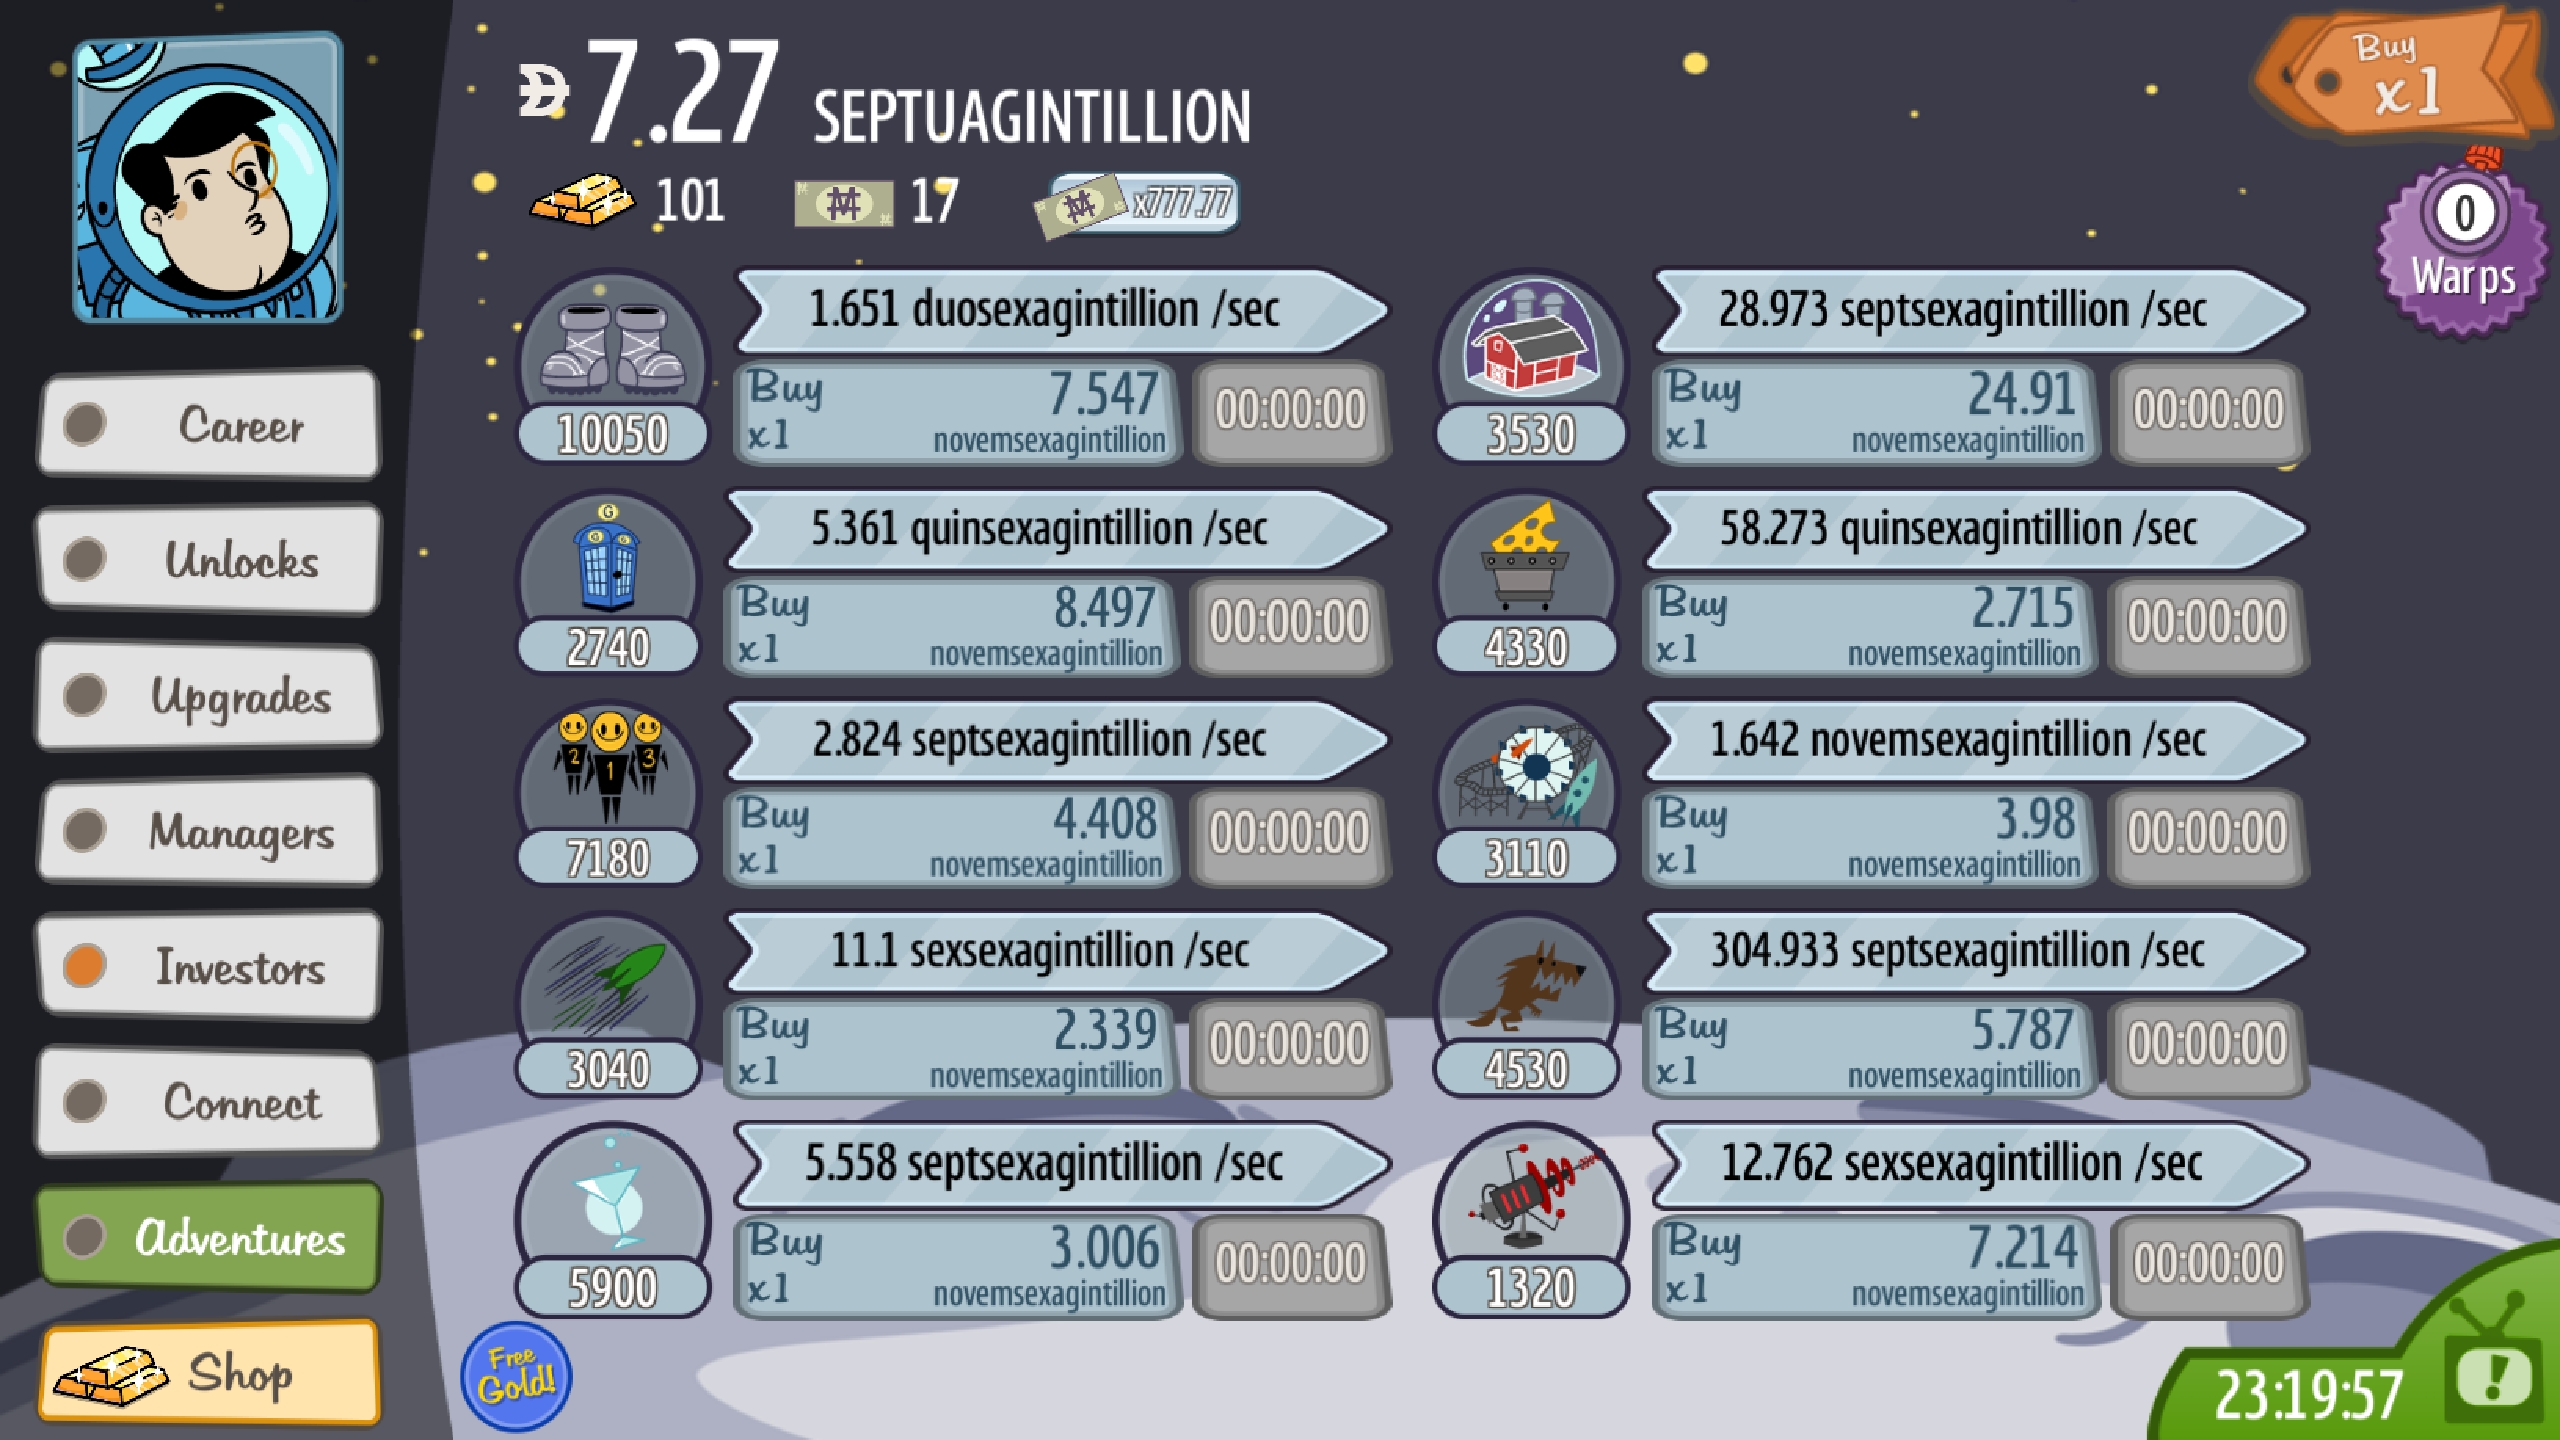 7.27 SEPTUAGINTILLION
Buy
x1
101 17 x777.77
0
Warps
Career
Unlocks
Upgrades
Managers
Investors
Connect
Adventures
Shop
1.651 duosexagintillion /sec
10050
Buy 7.547
x1 novemsexagintillion
00:00:00
28.973 septsexagintillion /sec
3530
Buy 24.91
x1 novemsexagintillion
00:00:00
G
G G
5.361 quinsexagintillion /sec
2740
Buy 8.497
x1 novemsexagintillion
00:00:00
58.273 quinsexagintillion /sec
4330
Buy 2.715
x1 novemsexagintillion
00:00:00
2 1 3
2.824 septsexagintillion /sec
7180
Buy 4.408
x1 novemsexagintillion
00:00:00
1.642 novemsexagintillion /sec
3110
Buy 3.98
x1 novemsexagintillion
00:00:00
11.1 sexsexagintillion /sec
3040
Buy 2.339
x1 novemsexagintillion
00:00:00
304.933 septsexagintillion /sec
4530
Buy 5.787
x1 novemsexagintillion
00:00:00
5.558 septsexagintillion /sec
5900
Buy 3.006
x1 novemsexagintillion
00:00:00
12.762 sexsexagintillion /sec
1320
Buy 7.214
x1 novemsexagintillion
00:00:00
Free
Gold!
23:19:57
!